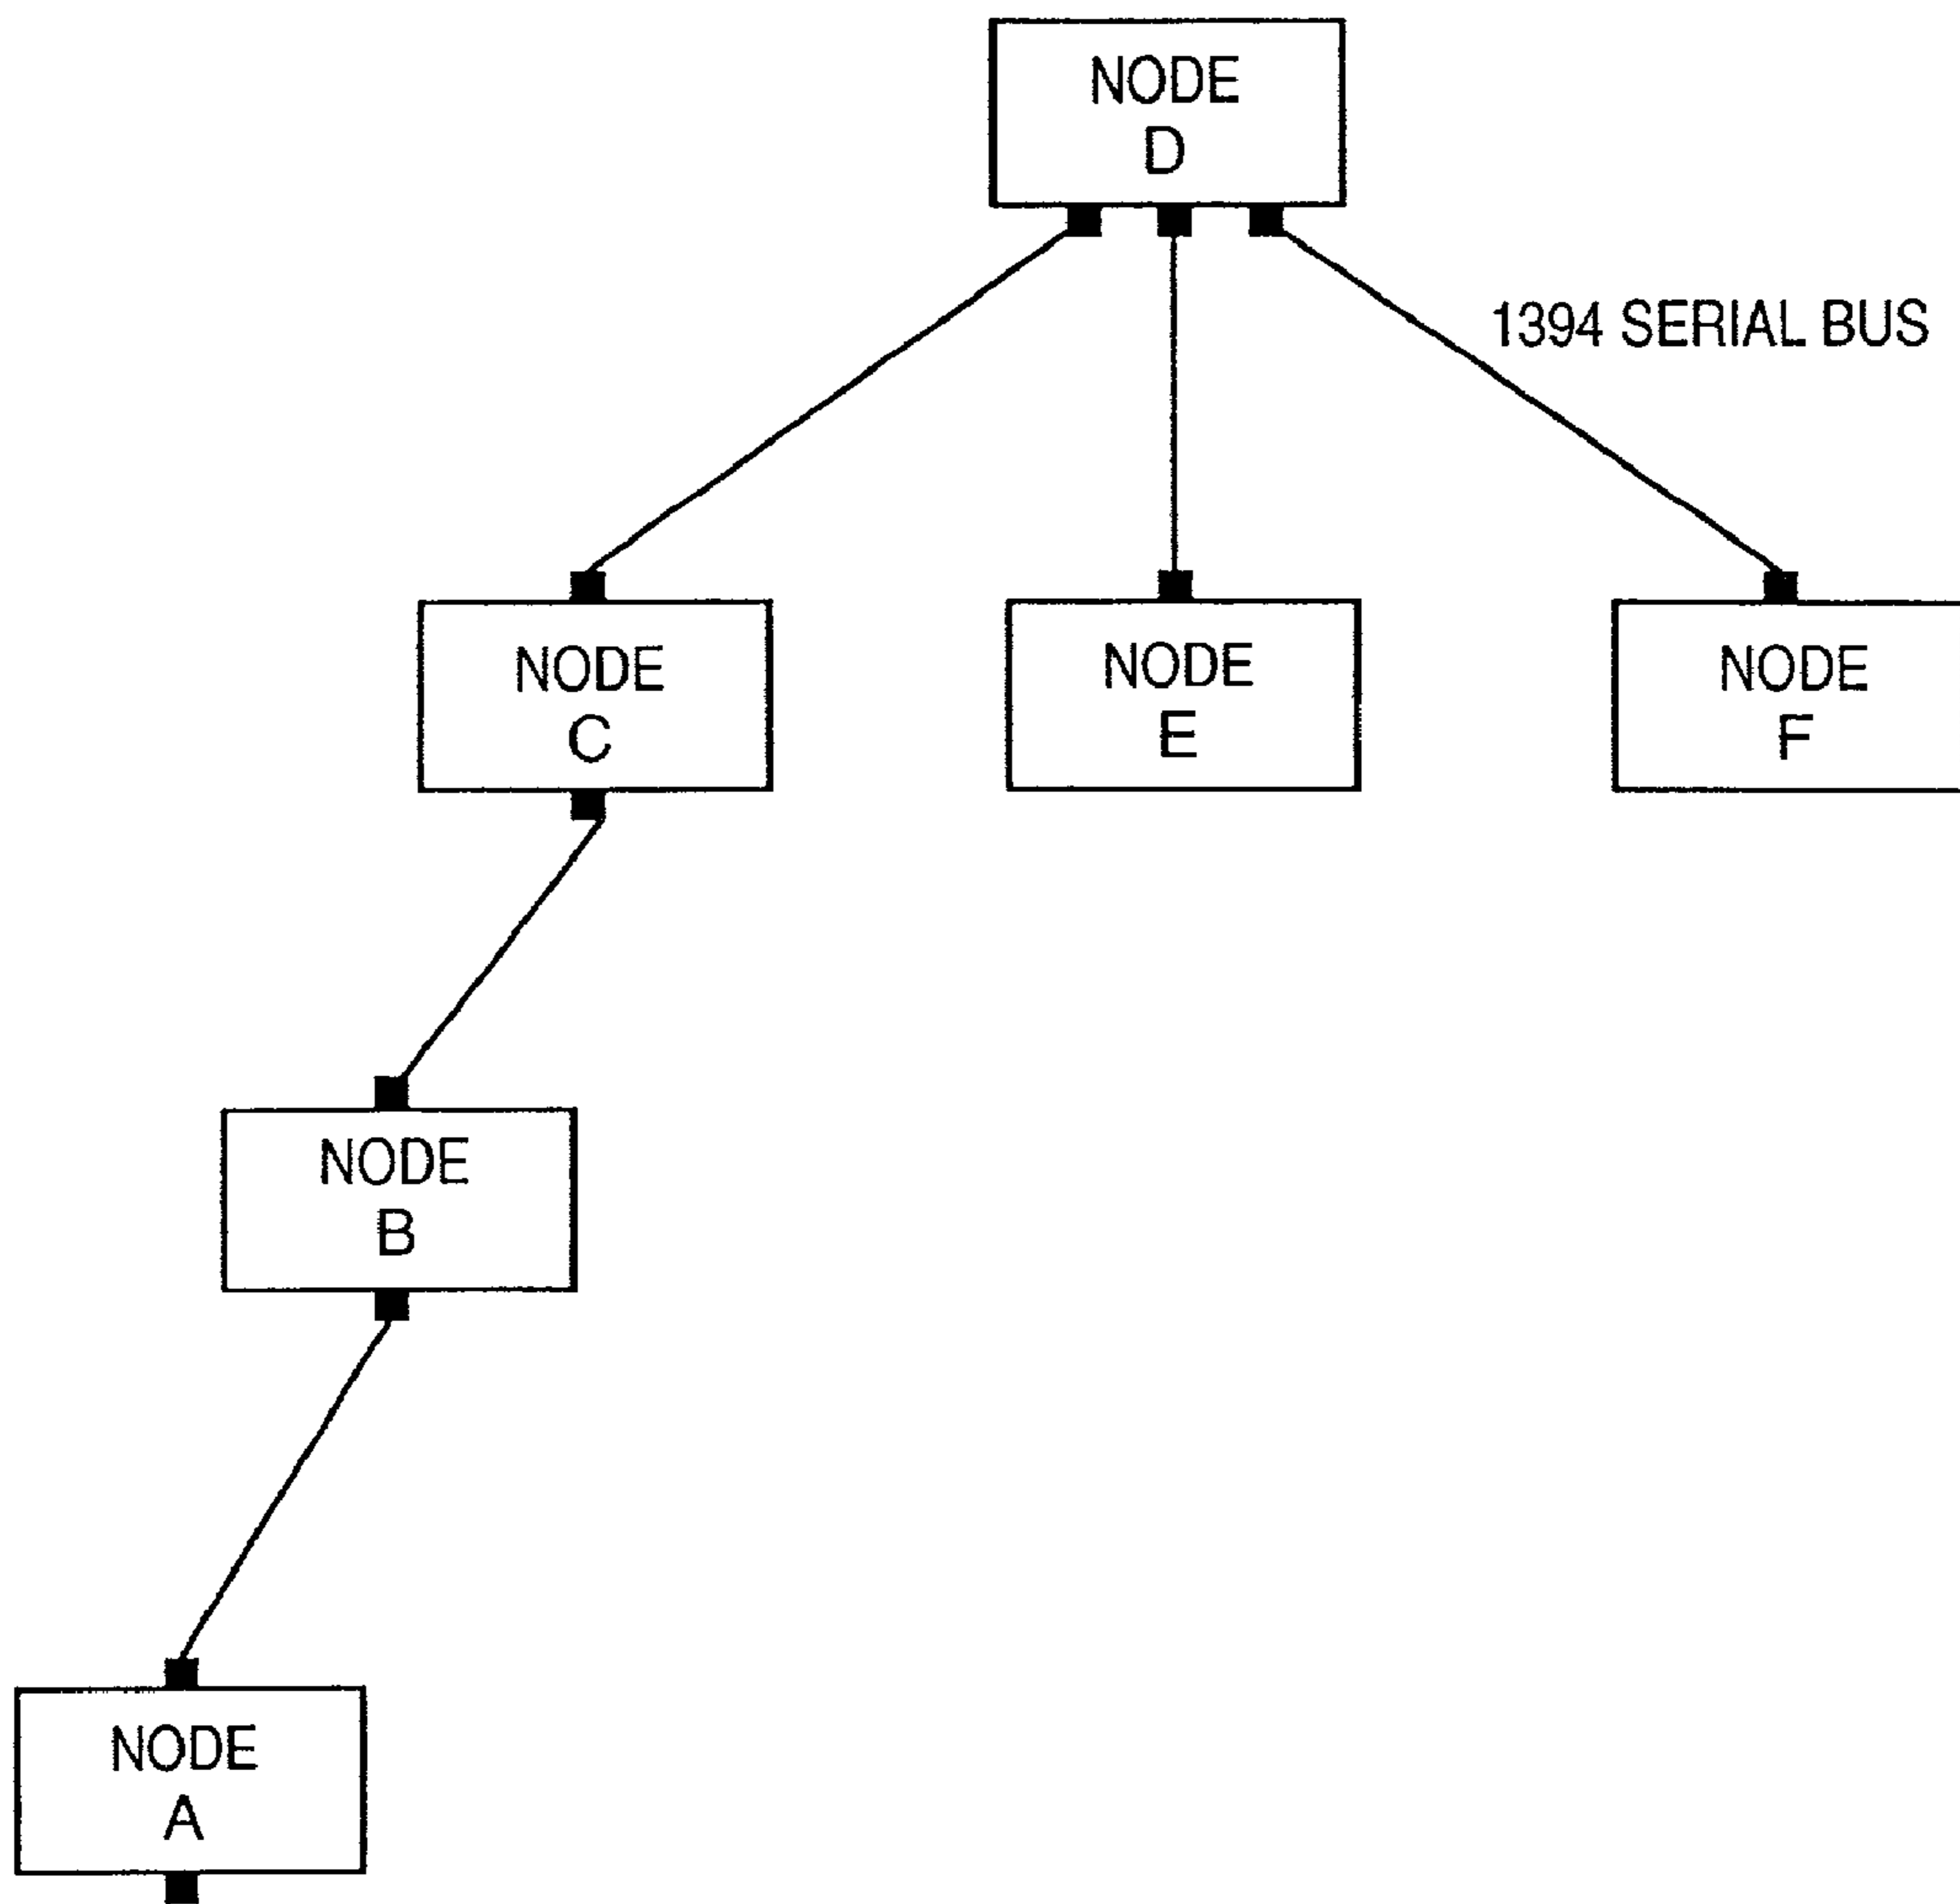 NODE
D
1394 SERIAL BUS
NODE
C
NODE
E
NODE
F
NODE
B
NODE
A